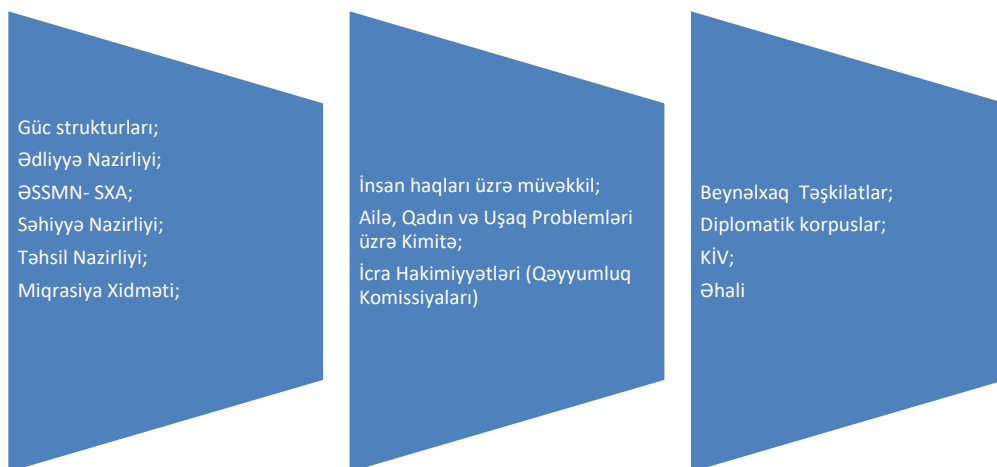 Güc strukturları;
Ədliyyə Nazirliyi;
ƏSSMN- SXA;
Səhiyyə Nazirliyi;
Təhsil Nazirliyi;
Miqrasiya Xidməti;
İnsan haqları üzrə müvəkkil;
Ailə, Qadın və Uşaq Problemləri
üzrə Kimitə;
İcra Hakimiyyətləri (Qəyyumluq
Komissiyaları)
Beynəlxaq Təşkilatlar;
Diplomatik korpuslar;
KİV;
Əhali